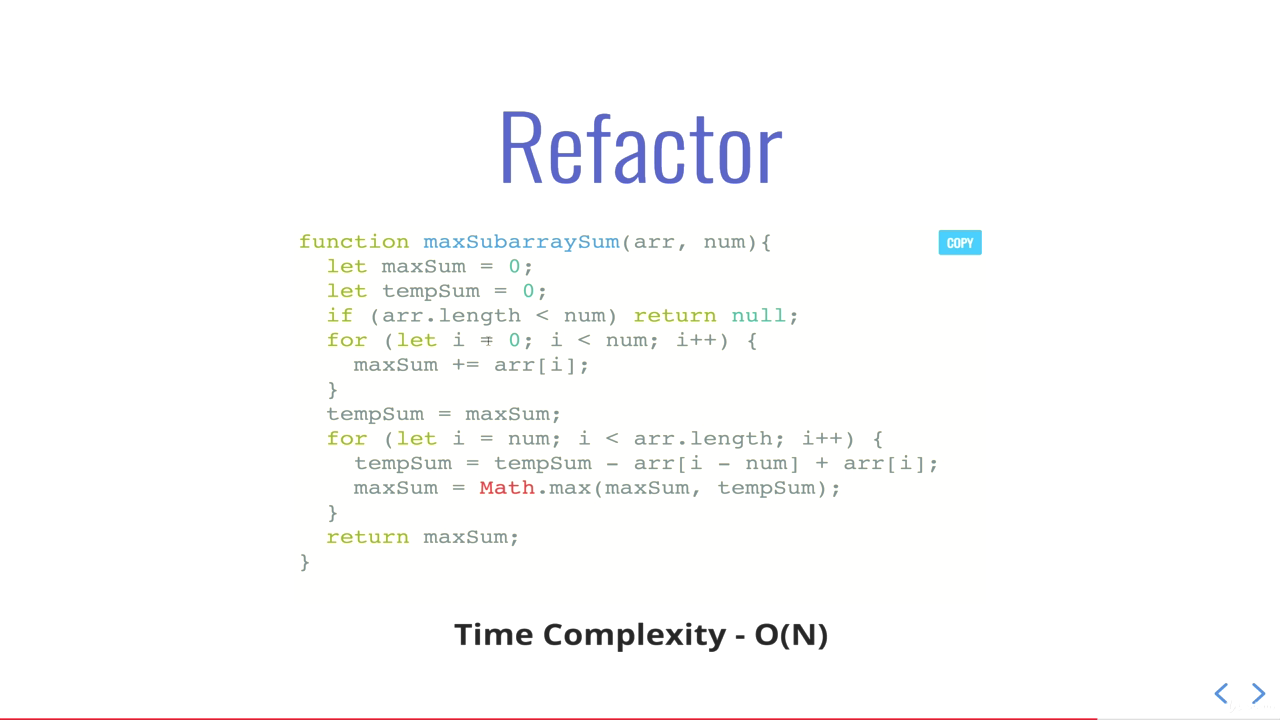 Refactor
COPY
function maxSubarraySum(arr, num){
  let maxSum = 0;
  let tempSum = 0;
  if (arr.length < num) return null;
  for (let i = 0; i < num; i++) {
    maxSum += arr[i];
  }
  tempSum = maxSum;
  for (let i = num; i < arr.length; i++) {
    tempSum = tempSum - arr[i - num] + arr[i];
    maxSum = Math.max(maxSum, tempSum);
  }
  return maxSum;
}
Time Complexity - O(N)